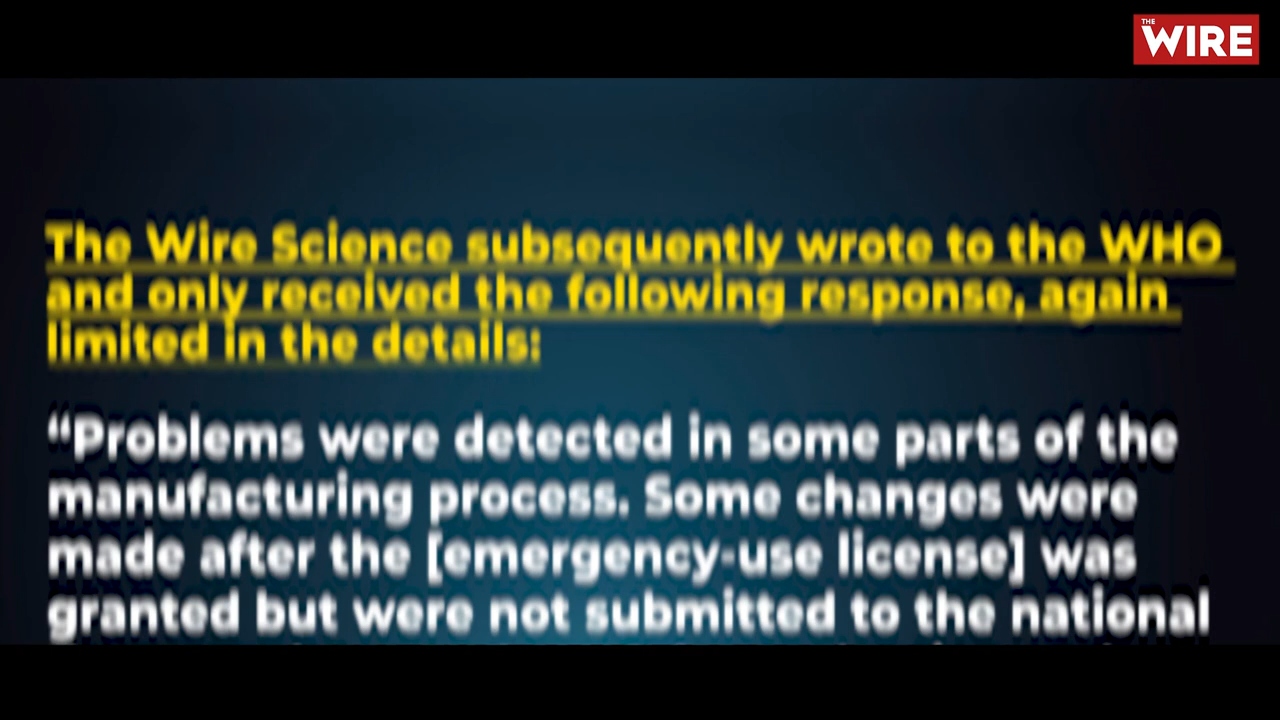 THE
WIRE
The Wire Science subsequently wrote to the WHO
and only received the following response, again
limited in the details:
“Problems were detected in some parts of the
manufacturing process. Some changes were
made after the [emergency-use license] was
granted but were not submitted to the national